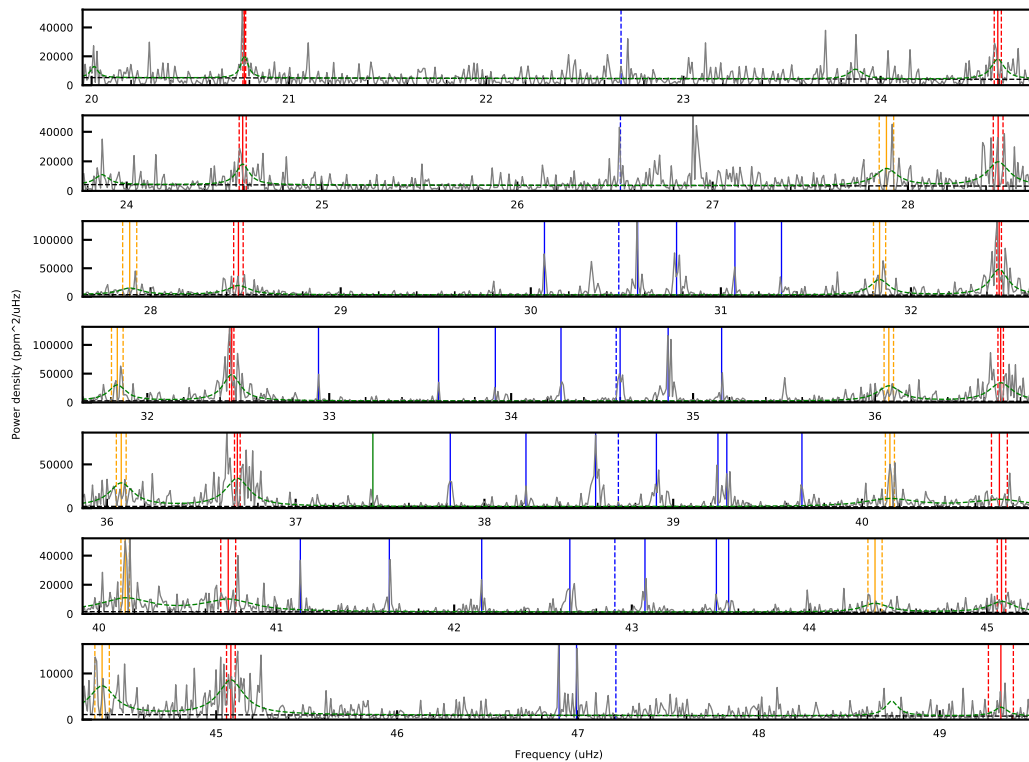 40000
20000
0
20 21 22 23 24
40000
20000
0
24 25 26 27 28
100000
50000
0
28 29 30 31 32
100000
50000
0
32 33 34 35 36
Power density (ppm^2/uHz)
50000
0
36 37 38 39 40
40000
20000
0
40 41 42 43 44 45
10000
0
45 46 47 48 49
Frequency (uHz)